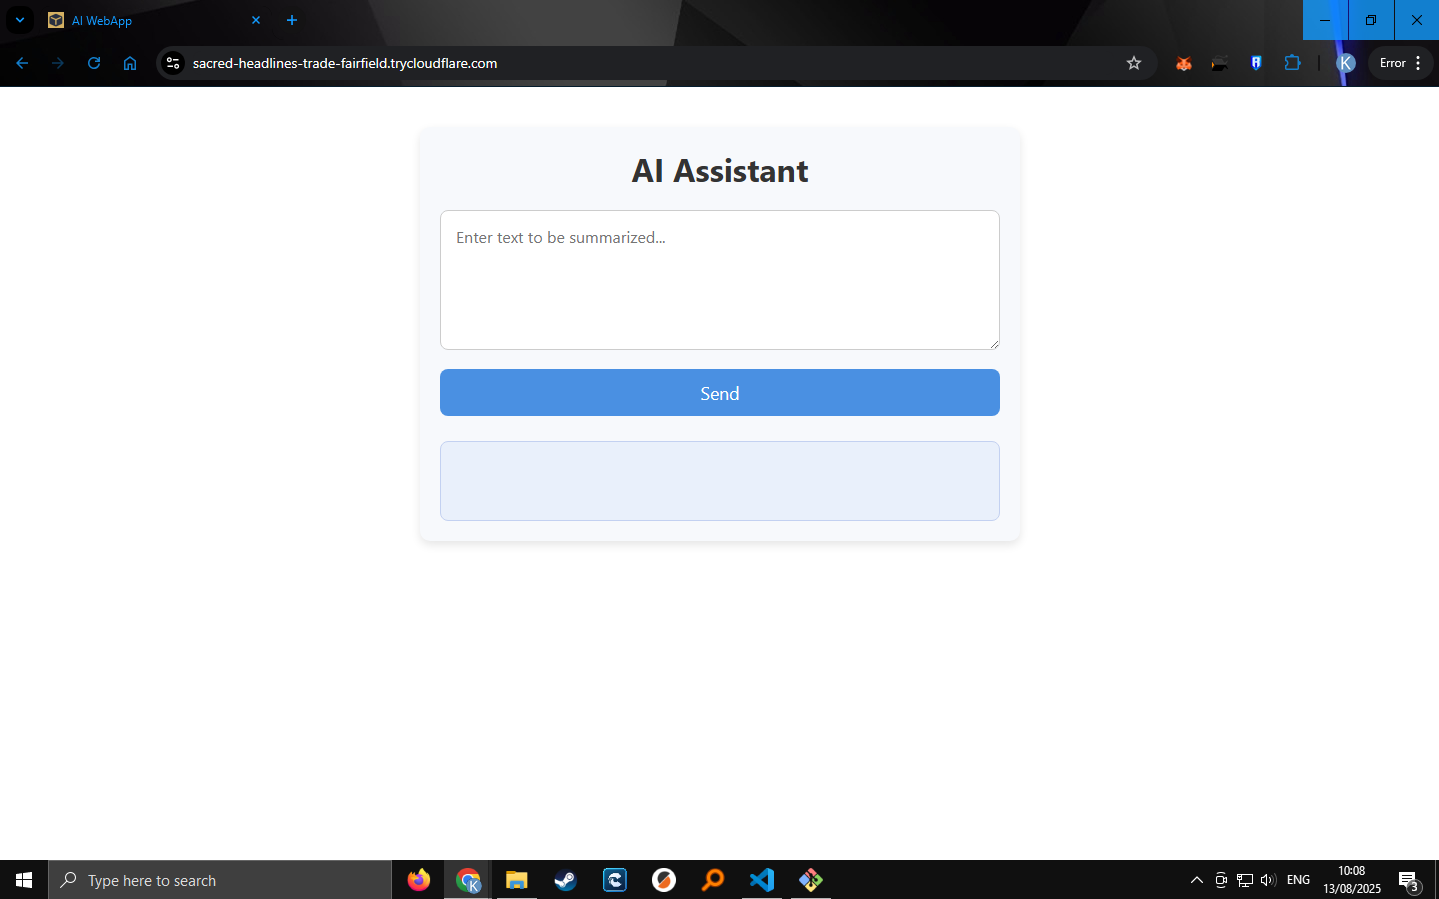 AI WebApp
sacred-headlines-trade-fairfield.trycloudflare.com
K
Error
AI Assistant
Enter text to be summarized...
Send
Type here to search
K
ENG
10:08
13/08/2025
3